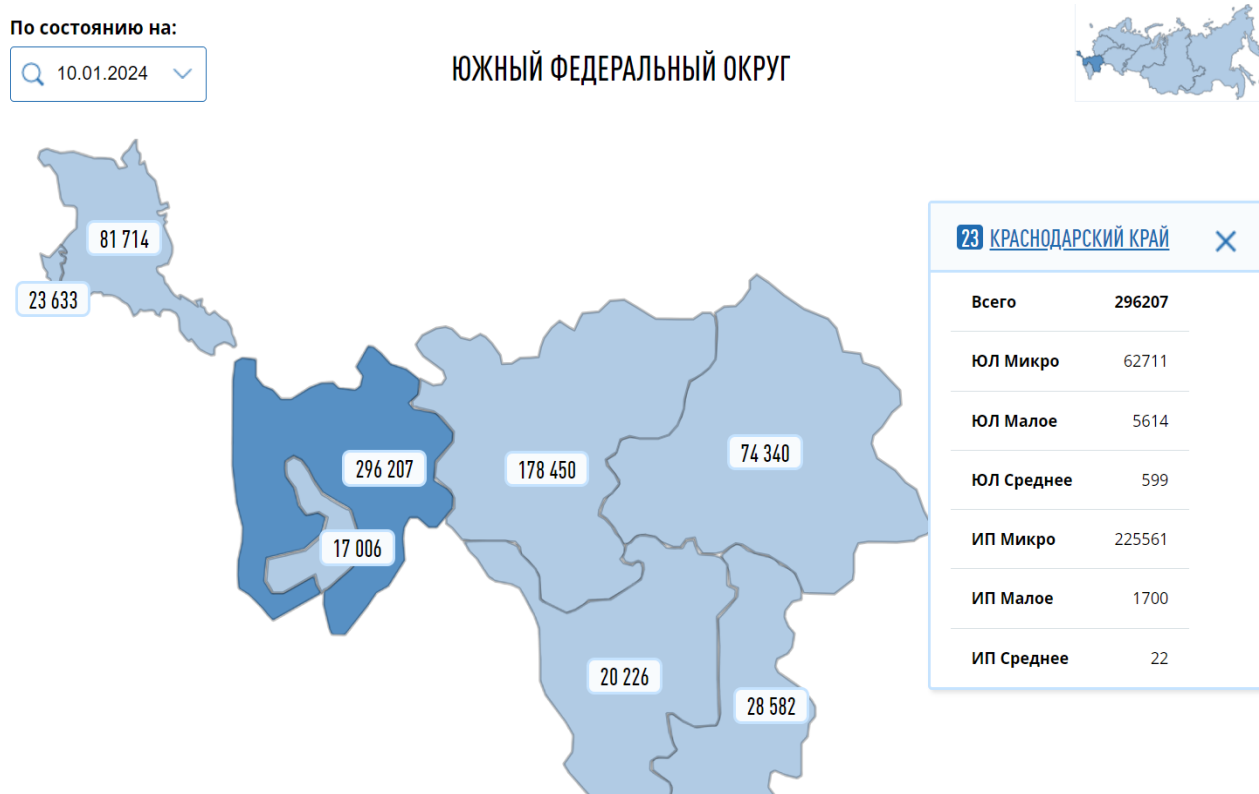 По состоянию на:
10.01.2024
ЮЖНЫЙ ФЕДЕРАЛЬНЫЙ ОКРУГ
81 714
23 633
296 207
178 450
74 340
17 006
20 226
28 582
23 КРАСНОДАРСКИЙ КРАЙ
Всего 296207
ЮЛ Микро 62711
ЮЛ Малое 5614
ЮЛ Среднее 599
ИП Микро 225561
ИП Малое 1700
ИП Среднее 22